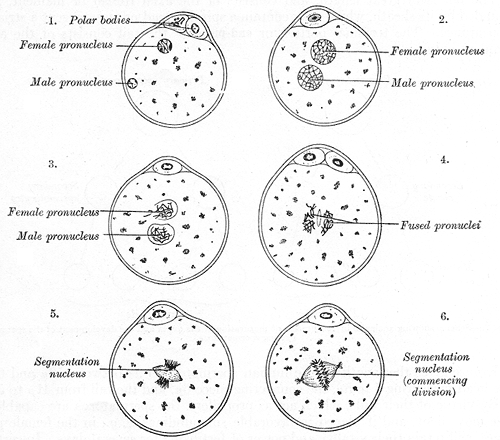 .1.
Polar bodies
Female pronucleus
Male pronucleus
2.
Female pronucleus
Male pronucleus.
3.
Female pronucleus
Male pronucleus
4.
Fused pronuclei
5.
Segmentation
nucleus
6.
Segmentation
nucleus
(commencing
division)